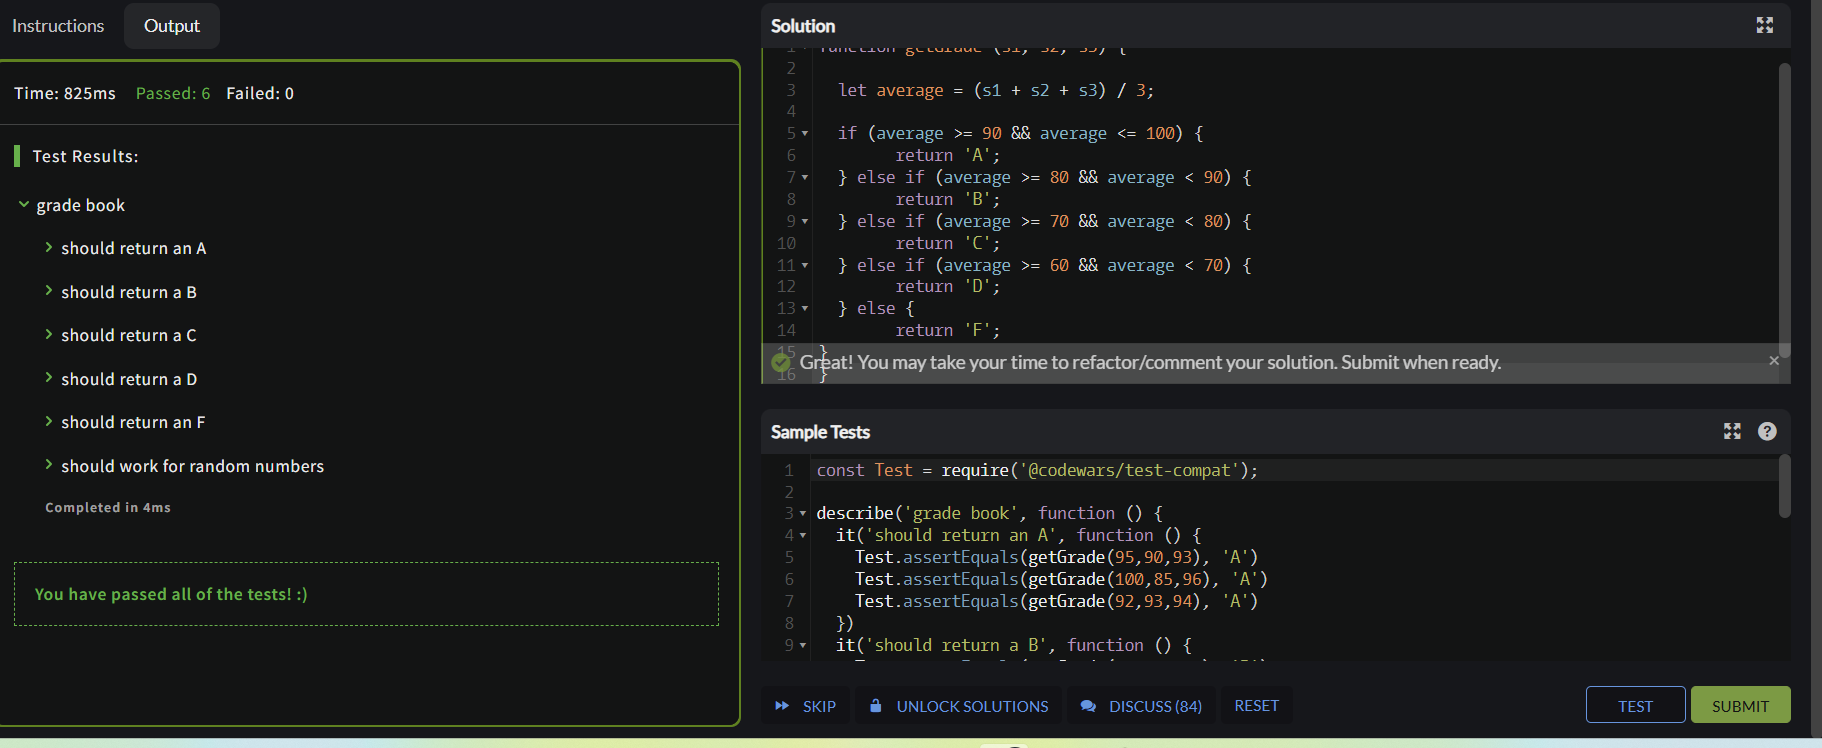 Instructions
Output
Time: 825ms Passed: 6 Failed: 0
Test Results:
grade book
should return an A
should return a B
should return a C
should return a D
should return an F
should work for random numbers
Completed in 4ms
You have passed all of the tests! :)
Solution
1 function getGrade (s1, s2, s3) {
2
3 let average = (s1 + s2 + s3) / 3;
4
5 if (average >= 90 && average <= 100) {
6 return 'A';
7 } else if (average >= 80 && average < 90) {
8 return 'B';
9 } else if (average >= 70 && average < 80) {
10 return 'C';
11 } else if (average >= 60 && average < 70) {
12 return 'D';
13 } else {
14 return 'F';
15 }
16 }
Great! You may take your time to refactor/comment your solution. Submit when ready.
Sample Tests
1 const Test = require('@codewars/test-compat');
2
3 describe('grade book', function () {
4 it('should return an A', function () {
5 Test.assertEquals(getGrade(95,90,93), 'A')
6 Test.assertEquals(getGrade(100,85,96), 'A')
7 Test.assertEquals(getGrade(92,93,94), 'A')
8 })
9 it('should return a B', function () {
SKIP
UNLOCK SOLUTIONS
DISCUSS (84)
RESET
TEST
SUBMIT